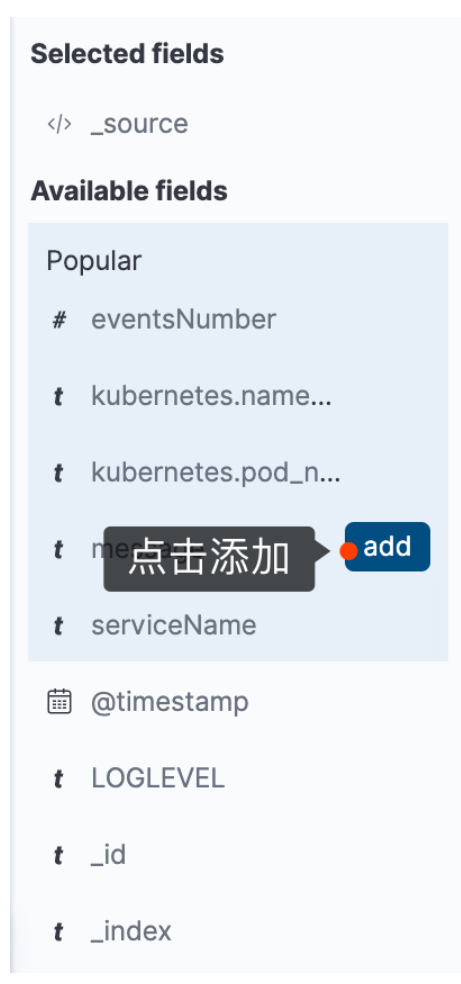 Selected fields
</> _source
Available fields
Popular
# eventsNumber
t kubernetes.name...
t kubernetes.pod_n...
t message 点击添加 add
t serviceName
@timestamp
t LOGLEVEL
t _id
t _index